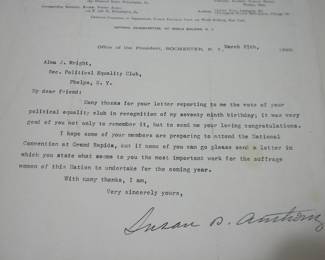 Office of the President, ROCHESTER, N. Y. March 25th, 1899.
Alma J. Wright,
Sec. Political Equality Club,
Phelps, N. Y.
My dear friend:
Many thanks for your letter reporting to me the vote of your
political equality club in recognition of my seventy ninth birthday; it was very
good of you not only to remember it, but to send me your loving congratulations.
I hope some of your members are preparing to attend the National
Convention at Grand Rapids, but if none of you can go please send a letter in
which you state what seems to you the most important work for the suffrage
women of this Nation to undertake for the coming year.
With many thanks, I am,
Very sincerely yours,
Susan B. Anthony